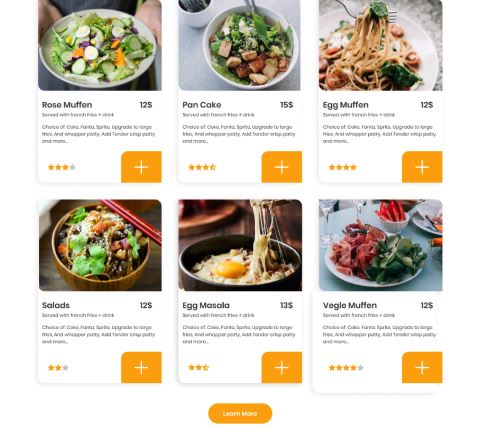 Rose Muffen 12$
Served with french fries + drink
Choice of: Coke, Fanta, Sprite, Upgrade to large
fries, And whopper patty, Add Tender crisp patty
and more...
Pan Cake 15$
Served with french fries + drink
Choice of: Coke, Fanta, Sprite, Upgrade to large
fries, And whopper patty, Add Tender crisp patty
and more...
Egg Muffen 12$
Served with french fries + drink
Choice of: Coke, Fanta, Sprite, Upgrade to large
fries, And whopper patty, Add Tender crisp patty
and more...
Salads 12$
Served with french fries + drink
Choice of: Coke, Fanta, Sprite, Upgrade to large
fries, And whopper patty, Add Tender crisp patty
and more...
Egg Masala 13$
Served with french fries + drink
Choice of: Coke, Fanta, Sprite, Upgrade to large
fries, And whopper patty, Add Tender crisp patty
and more...
Vegle Muffen 12$
Served with french fries + drink
Choice of: Coke, Fanta, Sprite, Upgrade to large
fries, And whopper patty, Add Tender crisp patty
and more...
Learn More